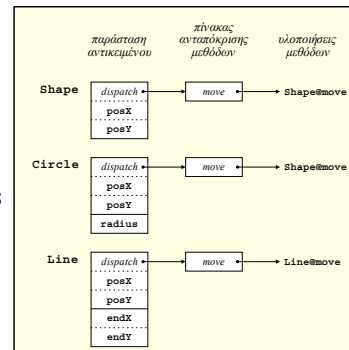 παράσταση αντικειμένου
πίνακας ανταπόκρισης μεθόδων
υλοποιήσεις μεθόδων
Shape
dispatch
move
Shape@move
posX
posY
Circle
dispatch
move
Shape@move
posX
posY
radius
Line
dispatch
move
Line@move
posX
posY
endX
endY